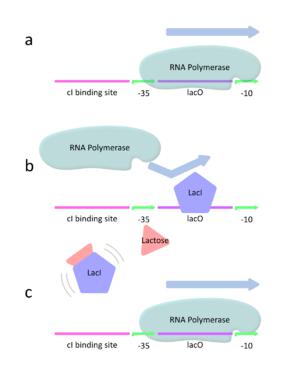 a
RNA Polymerase
cI binding site -35 lacO -10
RNA Polymerase
b
LacI
cI binding site -35 lacO -10
Lactose
LacI
c
RNA Polymerase
cI binding site -35 lacO -10